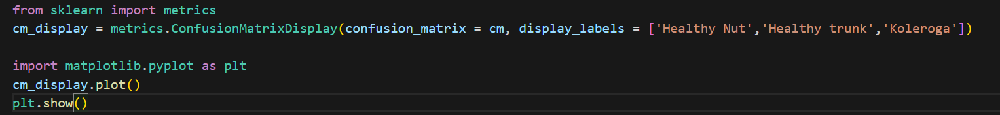 from sklearn import metrics
cm_display = metrics.ConfusionMatrixDisplay(confusion_matrix = cm, display_labels = ['Healthy Nut','Healthy trunk','Koleroga'])
import matplotlib.pyplot as plt
cm_display.plot()
plt.show()